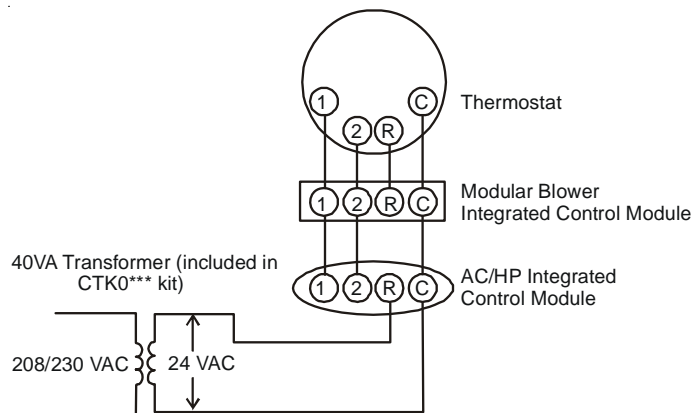 1 C
2 R
Thermostat
1 2 R C
Modular Blower
Integrated Control Module
40VA Transformer (included in
CTK0*** kit)
1 2 R C
AC/HP Integrated
Control Module
208/230 VAC
24 VAC